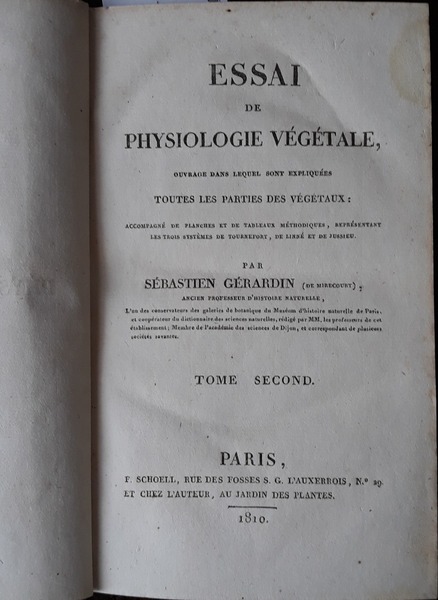 ESSAI
DE
PHYSIOLOGIE VÉGÉTALE,
OUVRAGE DANS LEQUEL SONT EXPLIQUÉES
TOUTES LES PARTIES DES VÉGÉTAUX:
ACCOMPAGNÉ DE PLANCHES ET DE TABLEAUX MÉTHODIQUES, REPRÉSENTANT
LES TROIS SYSTÈMES DE TOURNEFORT, DE LINNÉ ET DE JUSSIEU.
PAR
SÉBASTIEN GÉRARDIN (DE MIRECOURT),
ANCIEN PROFESSEUR D'HISTOIRE NATURELLE,
L'un des conservateurs des galeries de botanique du Muséum d'histoire naturelle de Paris,
et coopérateur du dictionnaire des sciences naturelles, rédigé par MM. les professeurs de cet
établissement; Membre de l'académie des sciences de Dijon, et correspondant de plusieurs
sociétés savantes.
TOME SECOND.
PARIS,
F. SCHOELL, RUE DES FOSSES S. G. L'AUXERROIS, N.º 29.
ET CHEZ L'AUTEUR, AU JARDIN DES PLANTES.
1810.